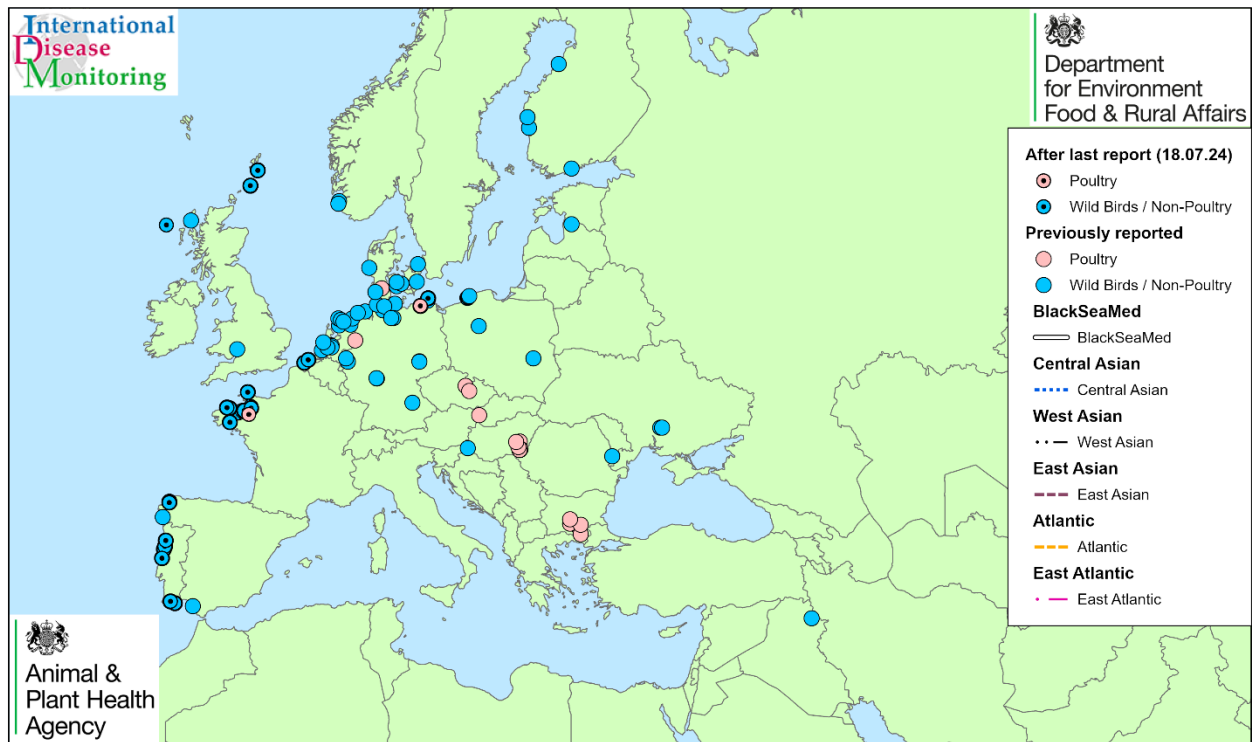 International
Disease
Monitoring
Department
for Environment
Food & Rural Affairs
After last report (18.07.24)
Poultry
Wild Birds / Non-Poultry
Previously reported
Poultry
Wild Birds / Non-Poultry
BlackSeaMed
BlackSeaMed
Central Asian
Central Asian
West Asian
West Asian
East Asian
East Asian
Atlantic
Atlantic
East Atlantic
East Atlantic
Animal &
Plant Health
Agency